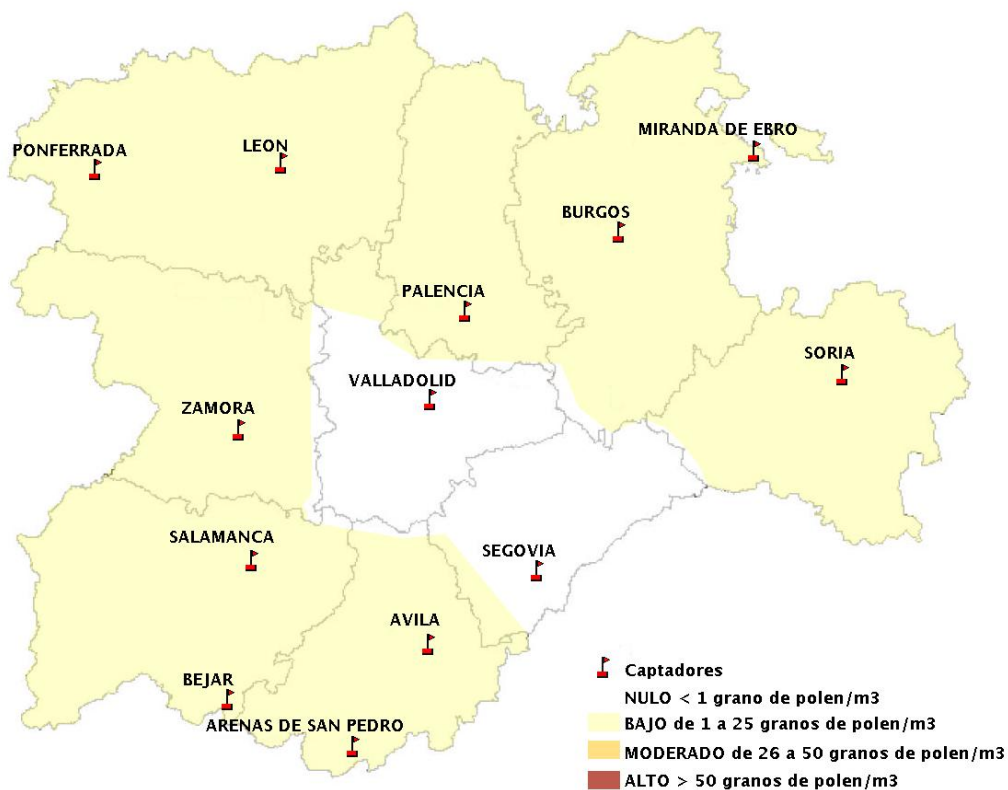 MIRANDA DE EBRO
PONFERRADA
LEON
BURGOS
PALENCIA
SORIA
VALLADOLID
ZAMORA
SALAMANCA
SEGOVIA
AVILA
BEJAR
ARENAS DE SAN PEDRO
Captadores
NULO < 1 grano de polen/m3
BAJO de 1 a 25 granos de polen/m3
MODERADO de 26 a 50 granos de polen/m3
ALTO > 50 granos de polen/m3